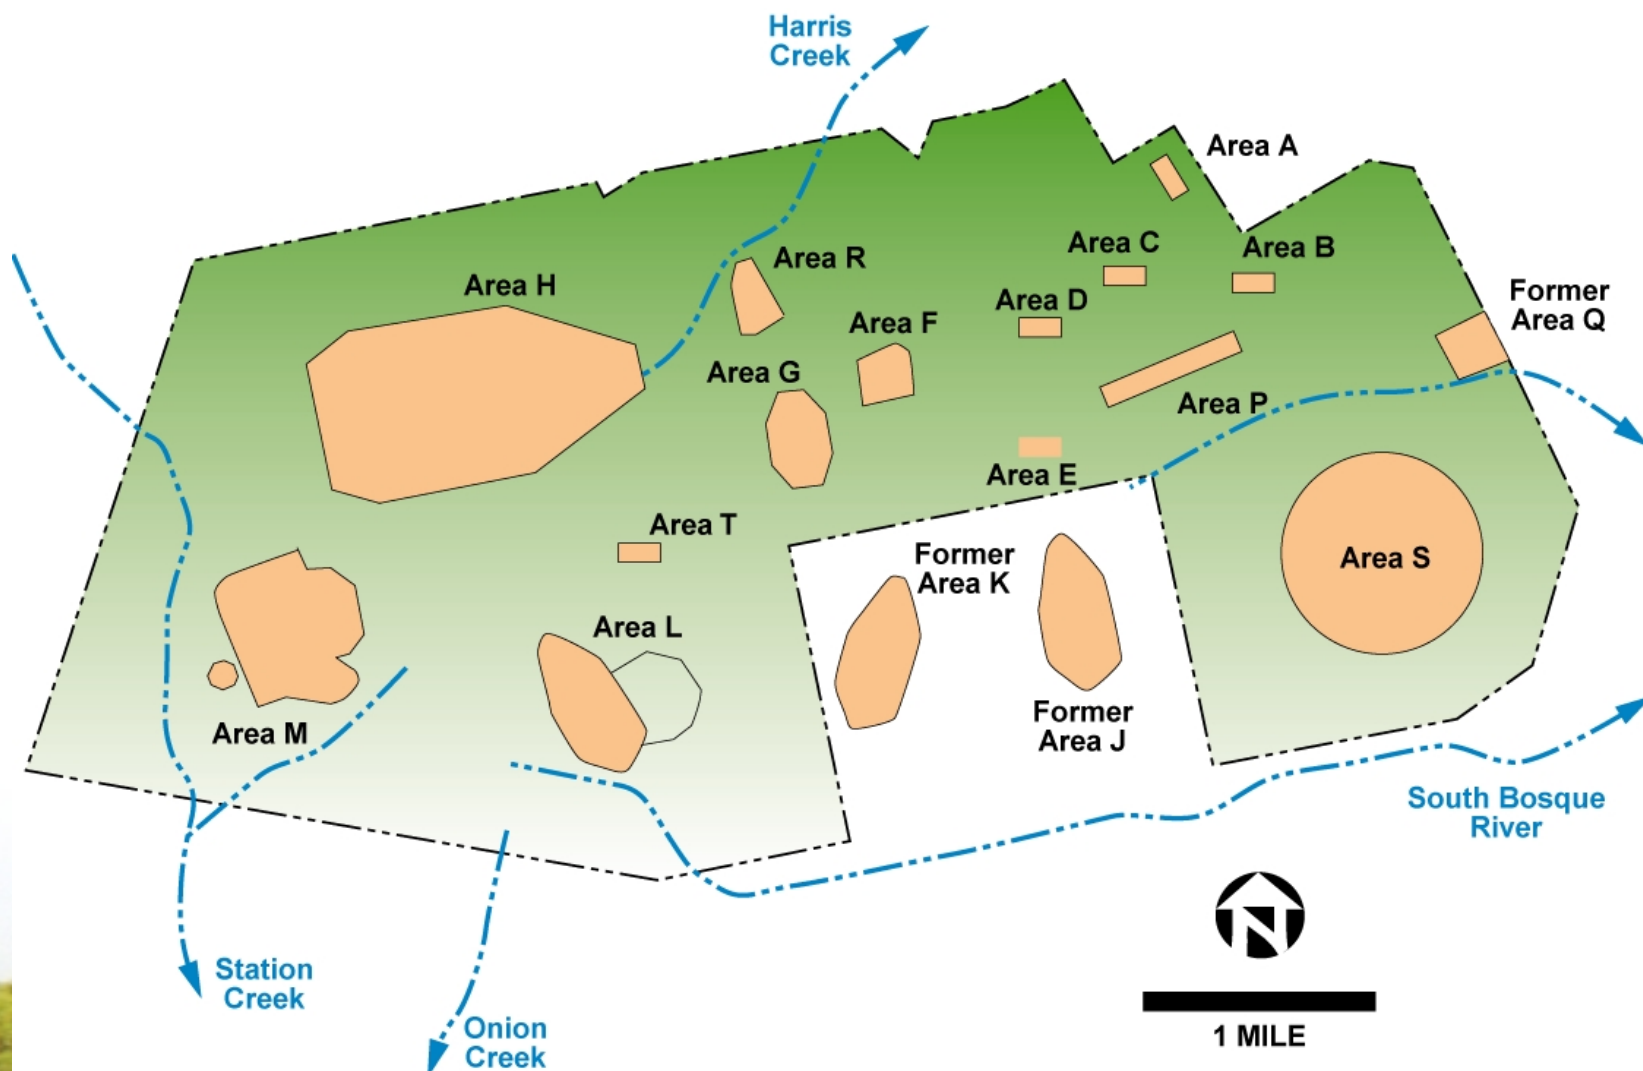 Harris
Creek
Area A
Area C
Area B
Area R
Area H
Area D
Former
Area Q
Area F
Area G
Area P
Area E
Area T
Former
Area K
Area S
Area L
Former
Area J
Area M
South Bosque
River
N
Station
Creek
Onion
Creek
1 MILE